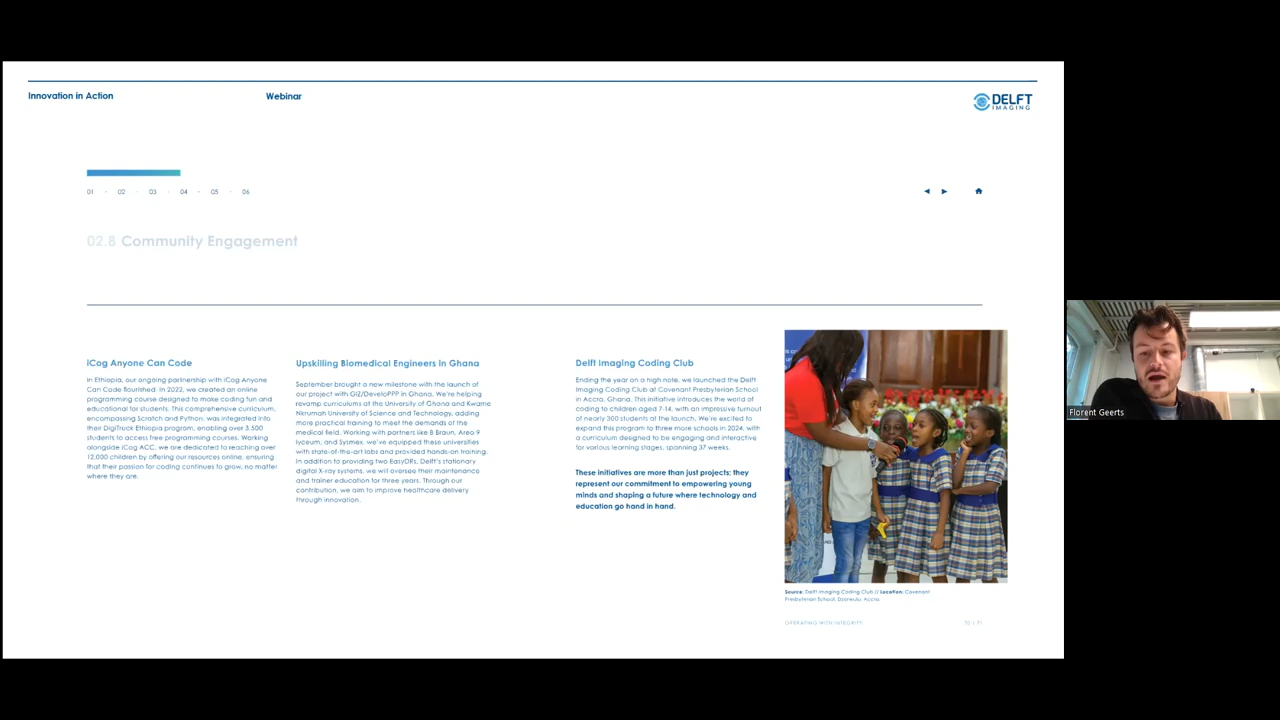 Innovation in Action
Webinar
DELFT
IMAGING
01 - 02 - 03 - 04 - 05 - 06
02.8 Community Engagement
iCog Anyone Can Code
In Ethiopia, our ongoing partnership with iCog Anyone
Can Code flourished. In 2022, we created an online
programming course designed to make coding fun and
educational for students. This comprehensive curriculum,
encompassing Scratch and Python, was integrated into
their DigiTruck Ethiopia program, enabling over 3,500
students to access free programming courses. Working
alongside iCog ACC, we are dedicated to reaching over
12,000 children by offering our resources online, ensuring
that their passion for coding continues to grow, no matter
where they are.
Upskilling Biomedical Engineers in Ghana
September brought a new milestone with the launch of
our project with GIZ/DeveloPPP in Ghana. We're helping
revamp curriculums at the University of Ghana and Kwame
Nkrumah University of Science and Technology, adding
more practical training to meet the demands of the
medical field. Working with partners like B Braun, Area 9
lyceum, and Sysmex, we've equipped these universities
with state-of-the-art labs and provided hands-on training.
In addition to providing two EasyDRs, Delft's stationary
digital X-ray systems, we will oversee their maintenance
and trainer education for three years. Through our
contribution, we aim to improve healthcare delivery
through innovation.
Delft Imaging Coding Club
Ending the year on a high note, we launched the Delft
Imaging Coding Club at Covenant Presbyterian School
in Accra, Ghana. This initiative introduces the world of
coding to children aged 7-14, with an impressive turnout
of nearly 300 students at the launch. We're excited to
expand this program to three more schools in 2024, with
a curriculum designed to be engaging and interactive
for various learning stages, spanning 37 weeks.
These initiatives are more than just projects; they
represent our commitment to empowering young
minds and shaping a future where technology and
education go hand in hand.
Source: Delft Imaging Coding Club // Location: Covenant
Presbyterian School, Dzorwulu, Accra.
OPERATING WITH INTEGRITY
70 / 71
Florent Geerts